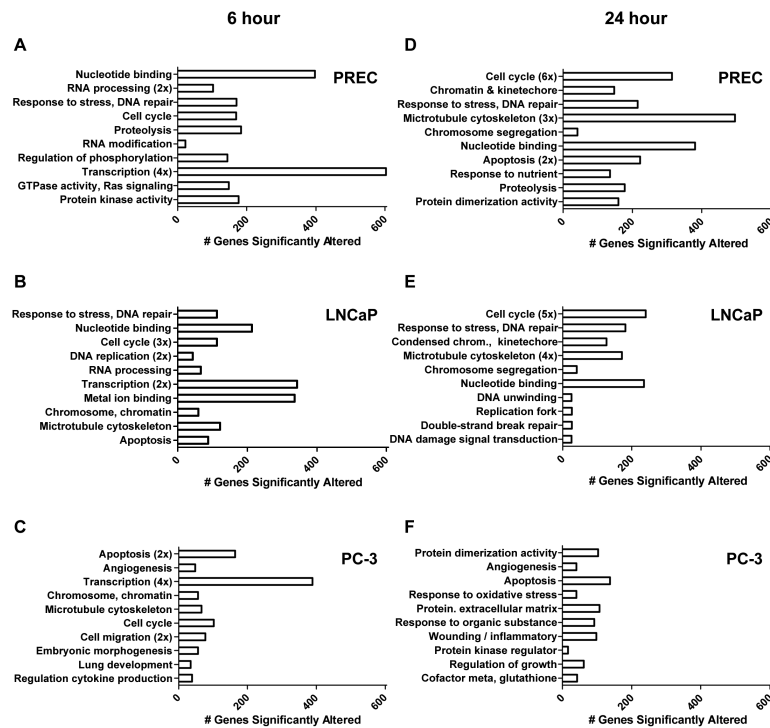 6 hour
24 hour
A
PREC
Nucleotide binding
RNA processing (2x)
Response to stress, DNA repair
Cell cycle
Proteolysis
RNA modification
Regulation of phosphorylation
Transcription (4x)
GTPase activity, Ras signaling
Protein kinase activity
0
200
400
600
# Genes Significantly Altered
D
PREC
Cell cycle (6x)
Chromatin & kinetechore
Response to stress, DNA repair
Mictrotubule cytoskeleton (3x)
Chromosome segregation
Nucleotide binding
Apoptosis (2x)
Response to nutrient
Proteolysis
Protein dimerization activity
0
200
400
600
# Genes Significantly Altered
B
LNCaP
Response to stress, DNA repair
Nucleotide binding
Cell cycle (3x)
DNA replication (2x)
RNA processing
Transcription (2x)
Metal ion binding
Chromosome, chromatin
Mictrotubule cytoskeleton
Apoptosis
0
200
400
600
# Genes Significantly Altered
E
LNCaP
Cell cycle (5x)
Response to stress, DNA repair
Condensed chrom., kinetechore
Mictrotubule cytoskeleton (4x)
Chromosome segregation
Nucleotide binding
DNA unwinding
Replication fork
Double-strand break repair
DNA damage signal transduction
0
200
400
600
# Genes Significantly Altered
C
PC-3
Apoptosis (2x)
Angiogenesis
Transcription (4x)
Chromosome, chromatin
Microtubule cytoskeleton
Cell cycle
Cell migration (2x)
Embryonic morphogenesis
Lung development
Regulation cytokine production
0
200
400
600
# Genes Significantly Altered
F
PC-3
Protein dimerization activity
Angiogenesis
Apoptosis
Response to oxidative stress
Protein. extracellular matrix
Response to organic substance
Wounding / inflammatory
Protein kinase regulator
Regulation of growth
Cofactor meta, glutathione
0
200
400
600
# Genes Significantly Altered